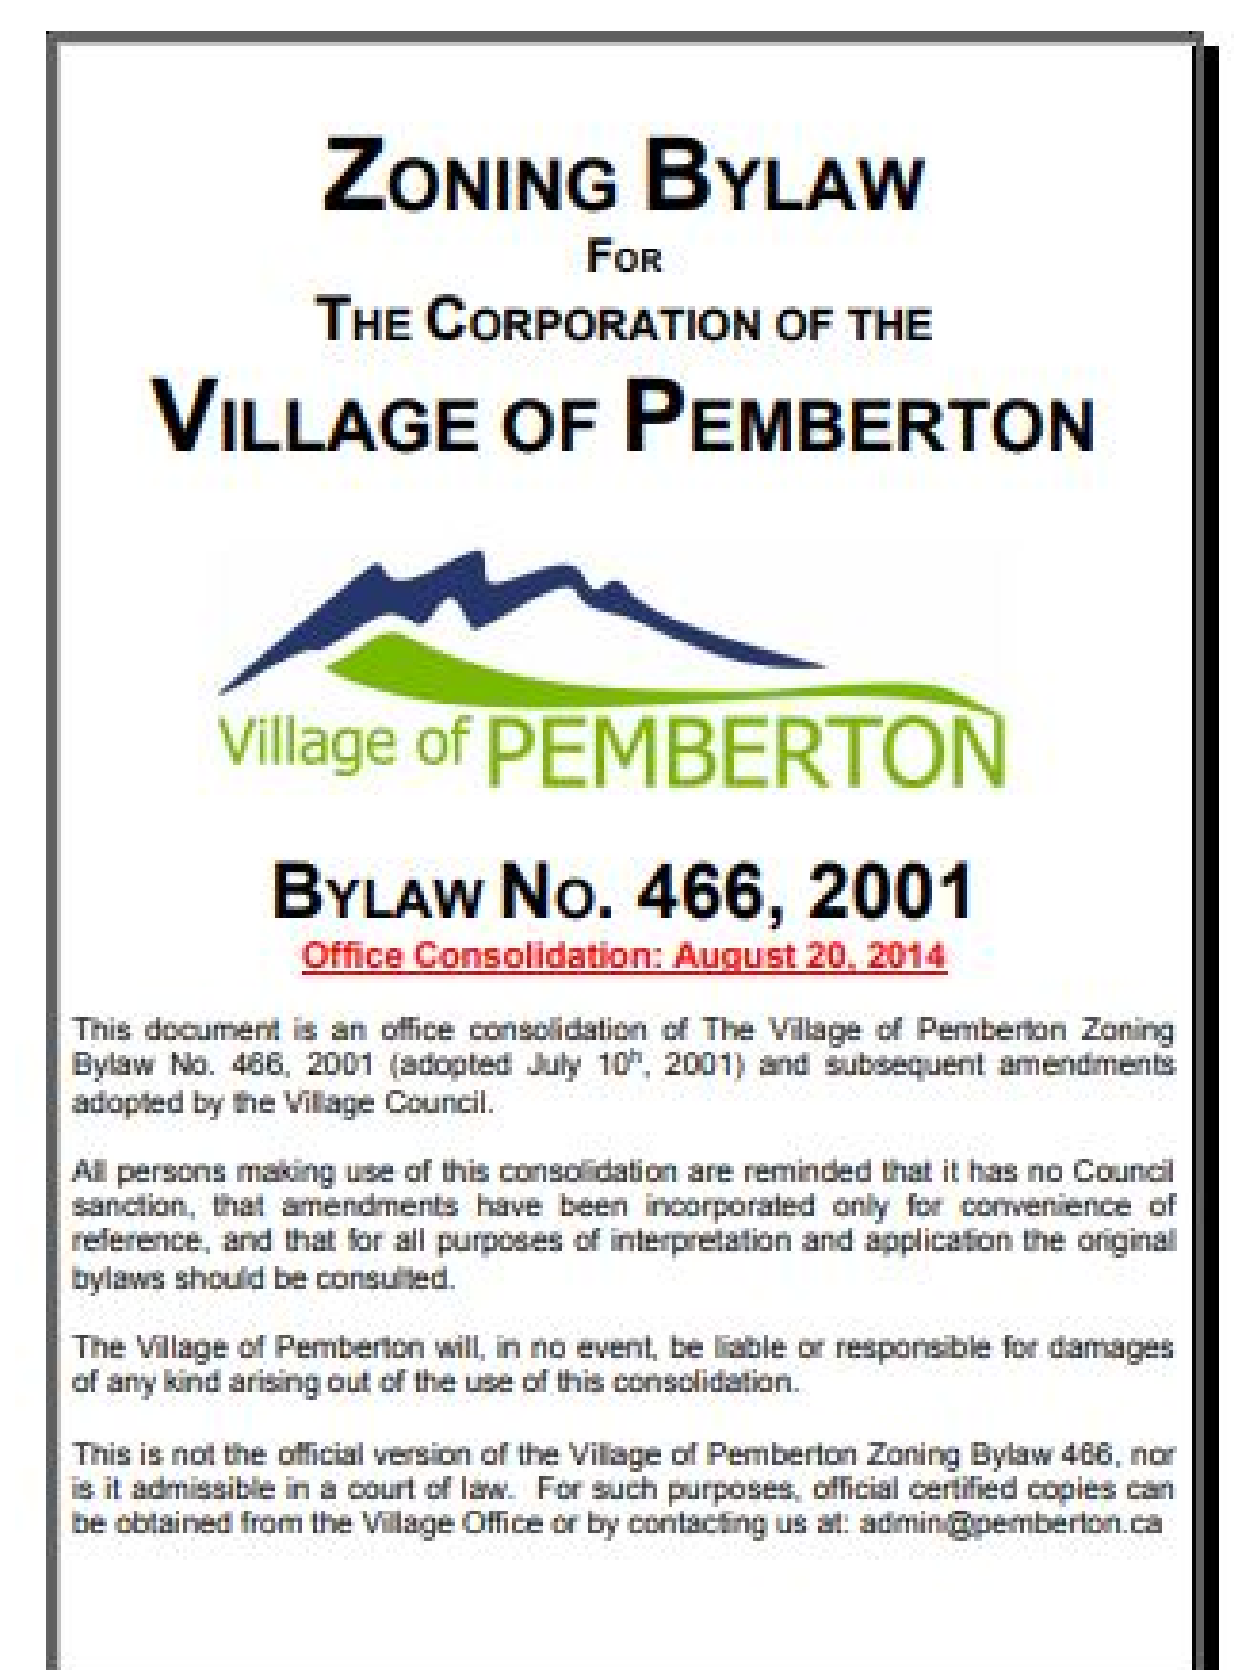 ZONING BYLAW
FOR
THE CORPORATION OF THE
VILLAGE OF PEMBERTON
Village of PEMBERTON
BYLAW NO. 466, 2001
Office Consolidation: August 20, 2014
This document is an office consolidation of The Village of Pemberton Zoning
Bylaw No. 466, 2001 (adopted July 10h, 2001) and subsequent amendments
adopted by the Village Council.
All persons making use of this consolidation are reminded that it has no Council
sanction, that amendments have been incorporated only for convenience of
reference, and that for all purposes of interpretation and application the original
bylaws should be consulted.
The Village of Pemberton will, in no event, be liable or responsible for damages
of any kind arising out of the use of this consolidation.
This is not the official version of the Village of Pemberton Zoning Bylaw 466, nor
is it admissible in a court of law. For such purposes, official certified copies can
be obtained from the Village Office or by contacting us at: admin@pemberton.ca